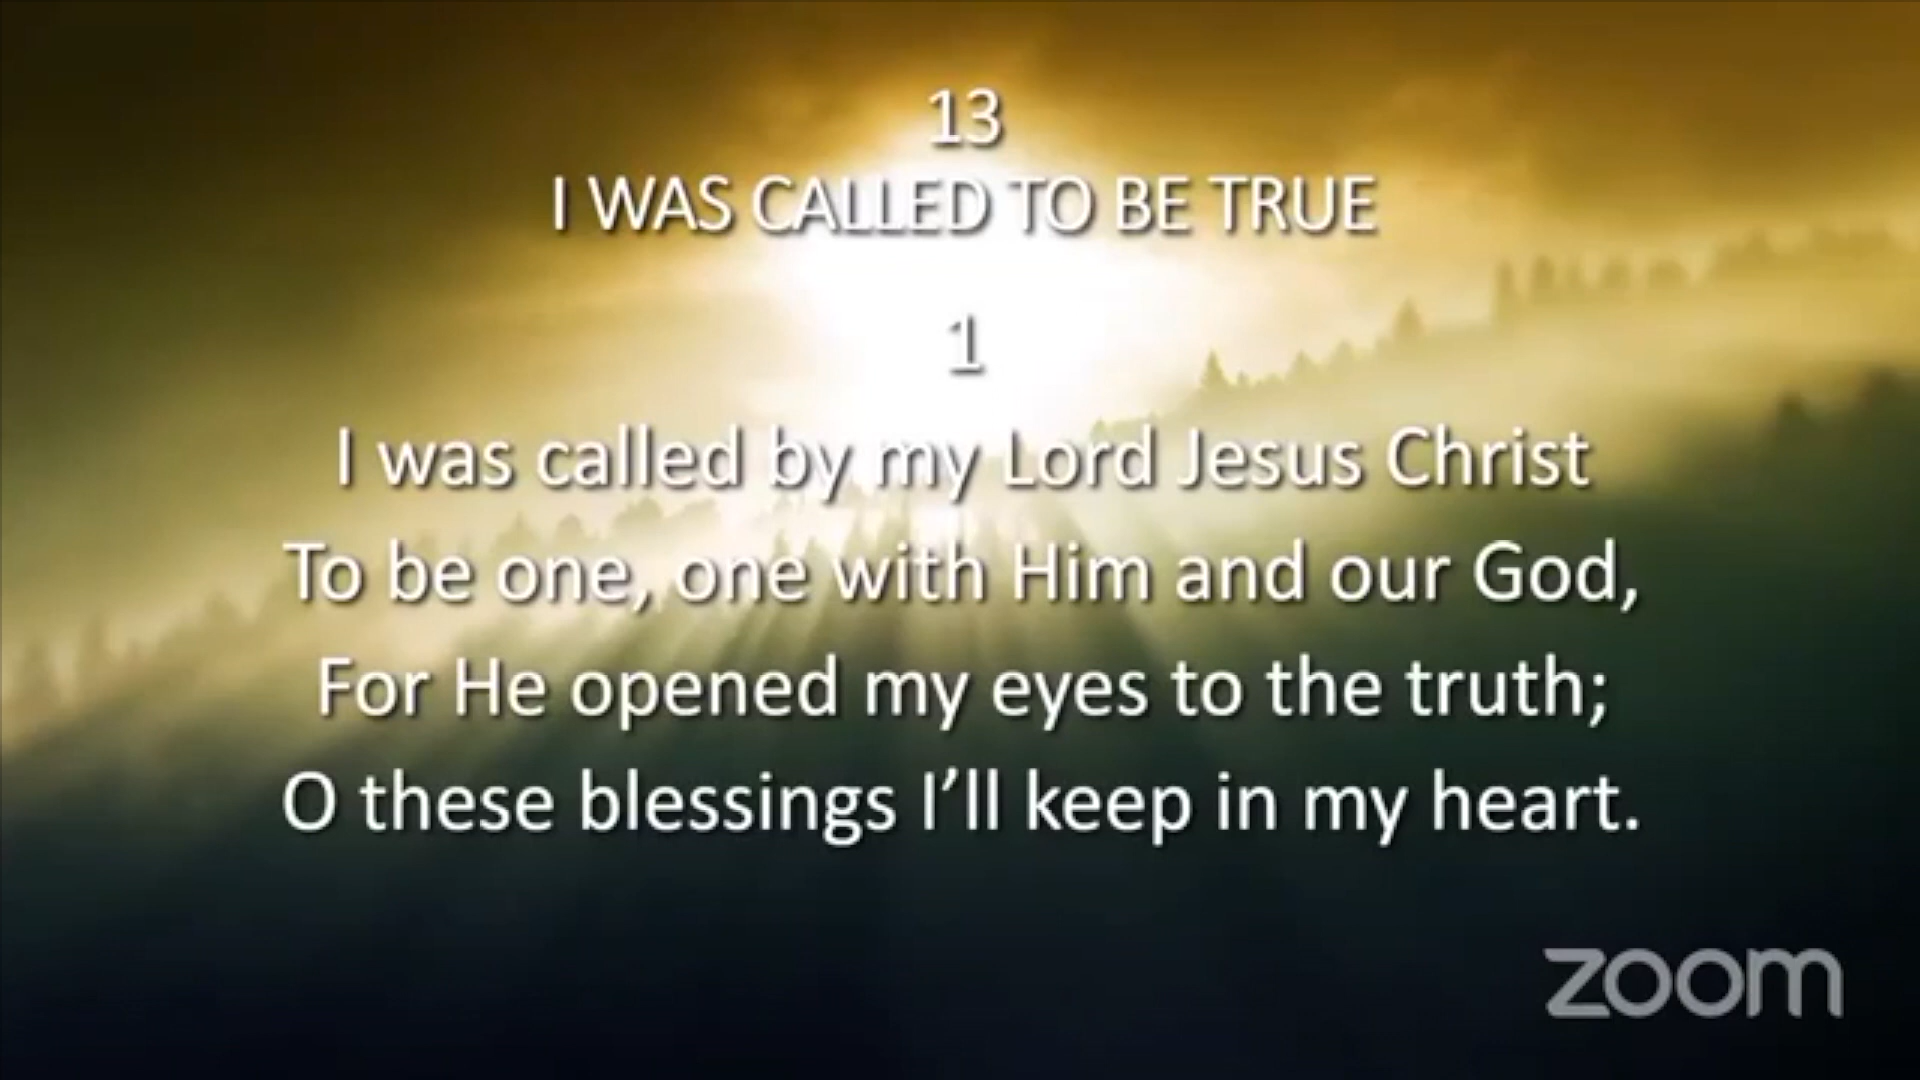 13
I WAS CALLED TO BE TRUE
1
I was called by my Lord Jesus Christ
To be one, one with Him and our God,
For He opened my eyes to the truth;
O these blessings I’ll keep in my heart.
zoom